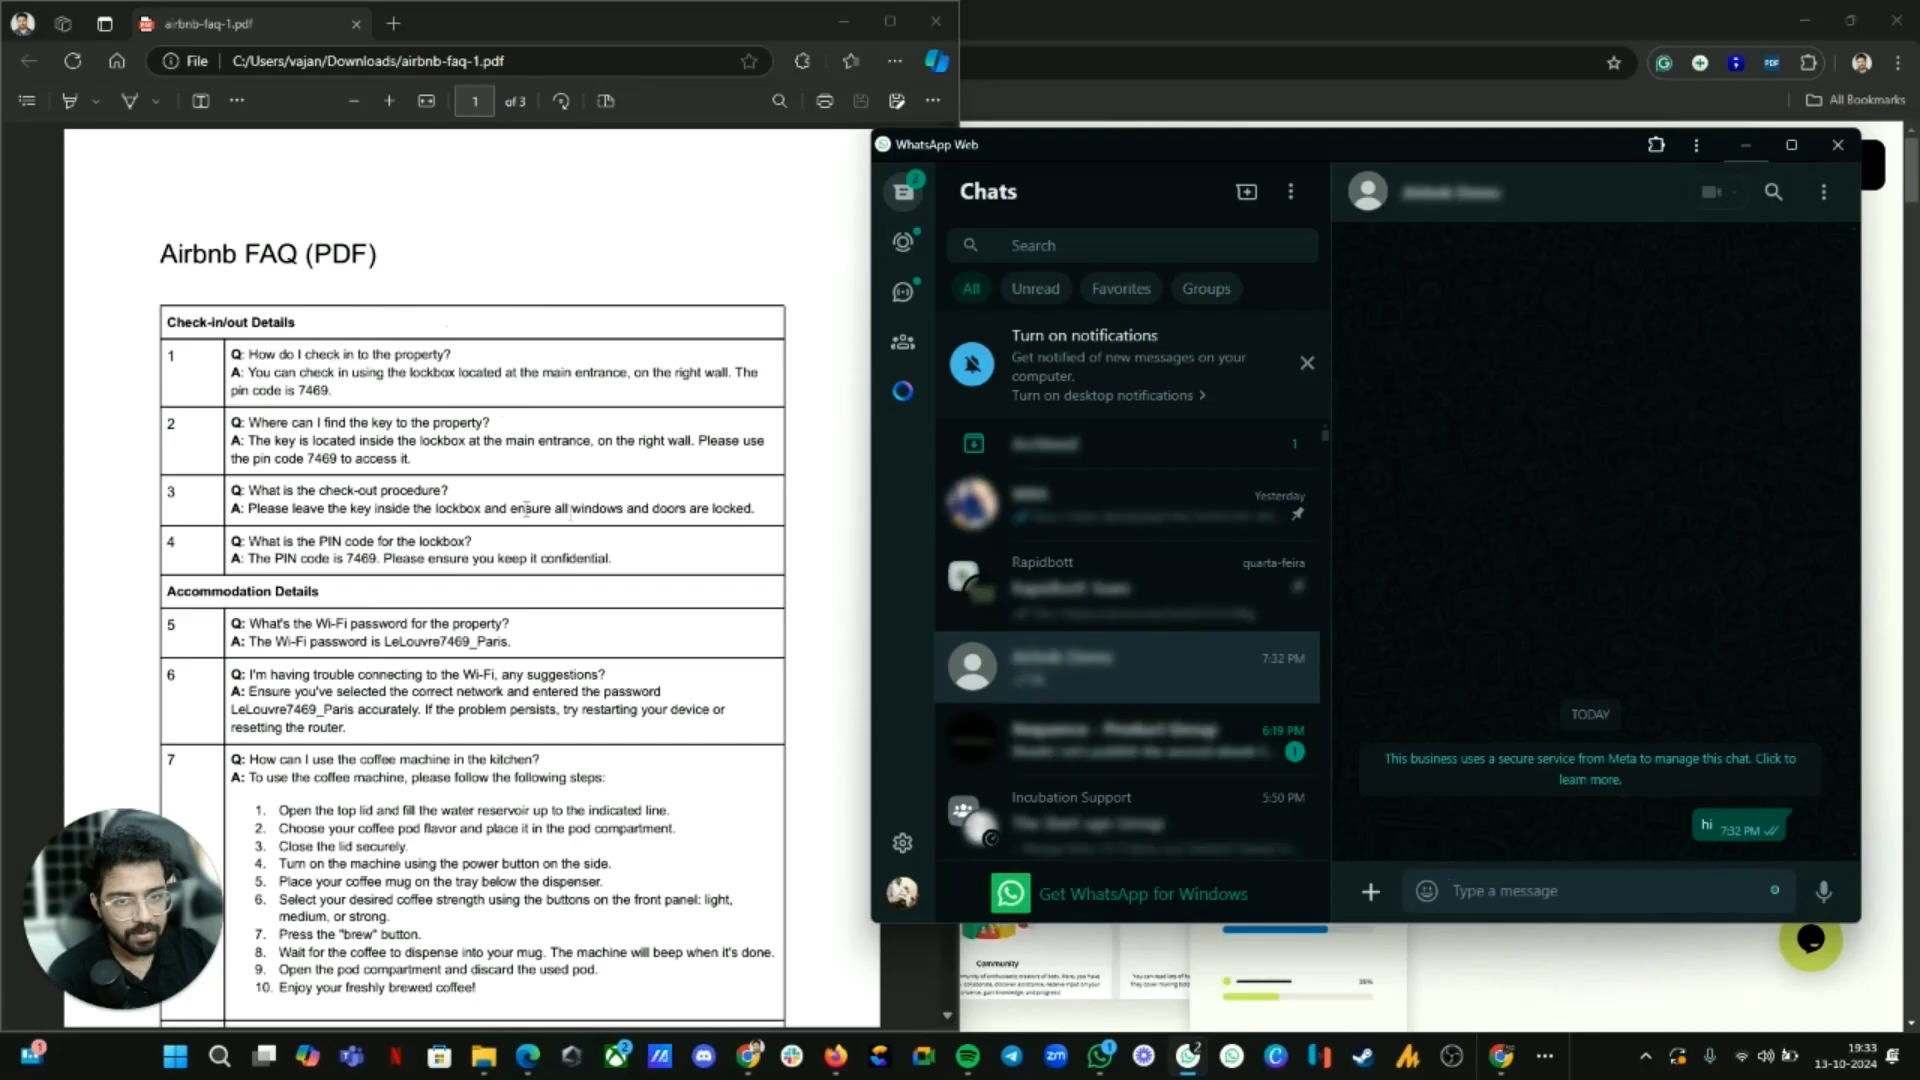 airbnb-faq-1.pdf
File
C:/Users/vajan/Downloads/airbnb-faq-1.pdf
1 of 3
PDF
All Bookmarks
Airbnb FAQ (PDF)
Check-in/out Details
1
Q: How do I check in to the property?
A: You can check in using the lockbox located at the main entrance, on the right wall. The
pin code is 7469.
2
Q: Where can I find the key to the property?
A: The key is located inside the lockbox at the main entrance, on the right wall. Please use
the pin code 7469 to access it.
3
Q: What is the check-out procedure?
A: Please leave the key inside the lockbox and ensure all windows and doors are locked.
4
Q: What is the PIN code for the lockbox?
A: The PIN code is 7469. Please ensure you keep it confidential.
Accommodation Details
5
Q: What's the Wi-Fi password for the property?
A: The Wi-Fi password is LeLouvre7469_Paris.
6
Q: I'm having trouble connecting to the Wi-Fi, any suggestions?
A: Ensure you've selected the correct network and entered the password
LeLouvre7469_Paris accurately. If the problem persists, try restarting your device or
resetting the router.
7
Q: How can I use the coffee machine in the kitchen?
A: To use the coffee machine, please follow the following steps:
1. Open the top lid and fill the water reservoir up to the indicated line.
2. Choose your coffee pod flavor and place it in the pod compartment.
3. Close the lid securely.
4. Turn on the machine using the power button on the side.
5. Place your coffee mug on the tray below the dispenser.
6. Select your desired coffee strength using the buttons on the front panel: light,
medium, or strong.
7. Press the "brew" button.
8. Wait for the coffee to dispense into your mug. The machine will beep when it's done.
9. Open the pod compartment and discard the used pod.
10. Enjoy your freshly brewed coffee!
WhatsApp Web
2
Chats
Search
All
Unread
Favorites
Groups
Turn on notifications
Get notified of new messages on your
computer.
Turn on desktop notifications >
1
Yesterday
Rapidbott
quarta-feira
7:32 PM
6:19 PM
1
Incubation Support
5:50 PM
Get WhatsApp for Windows
TODAY
This business uses a secure service from Meta to manage this chat. Click to
learn more.
hi 7:32 PM
Type a message
Community
19:33
13-10-2024